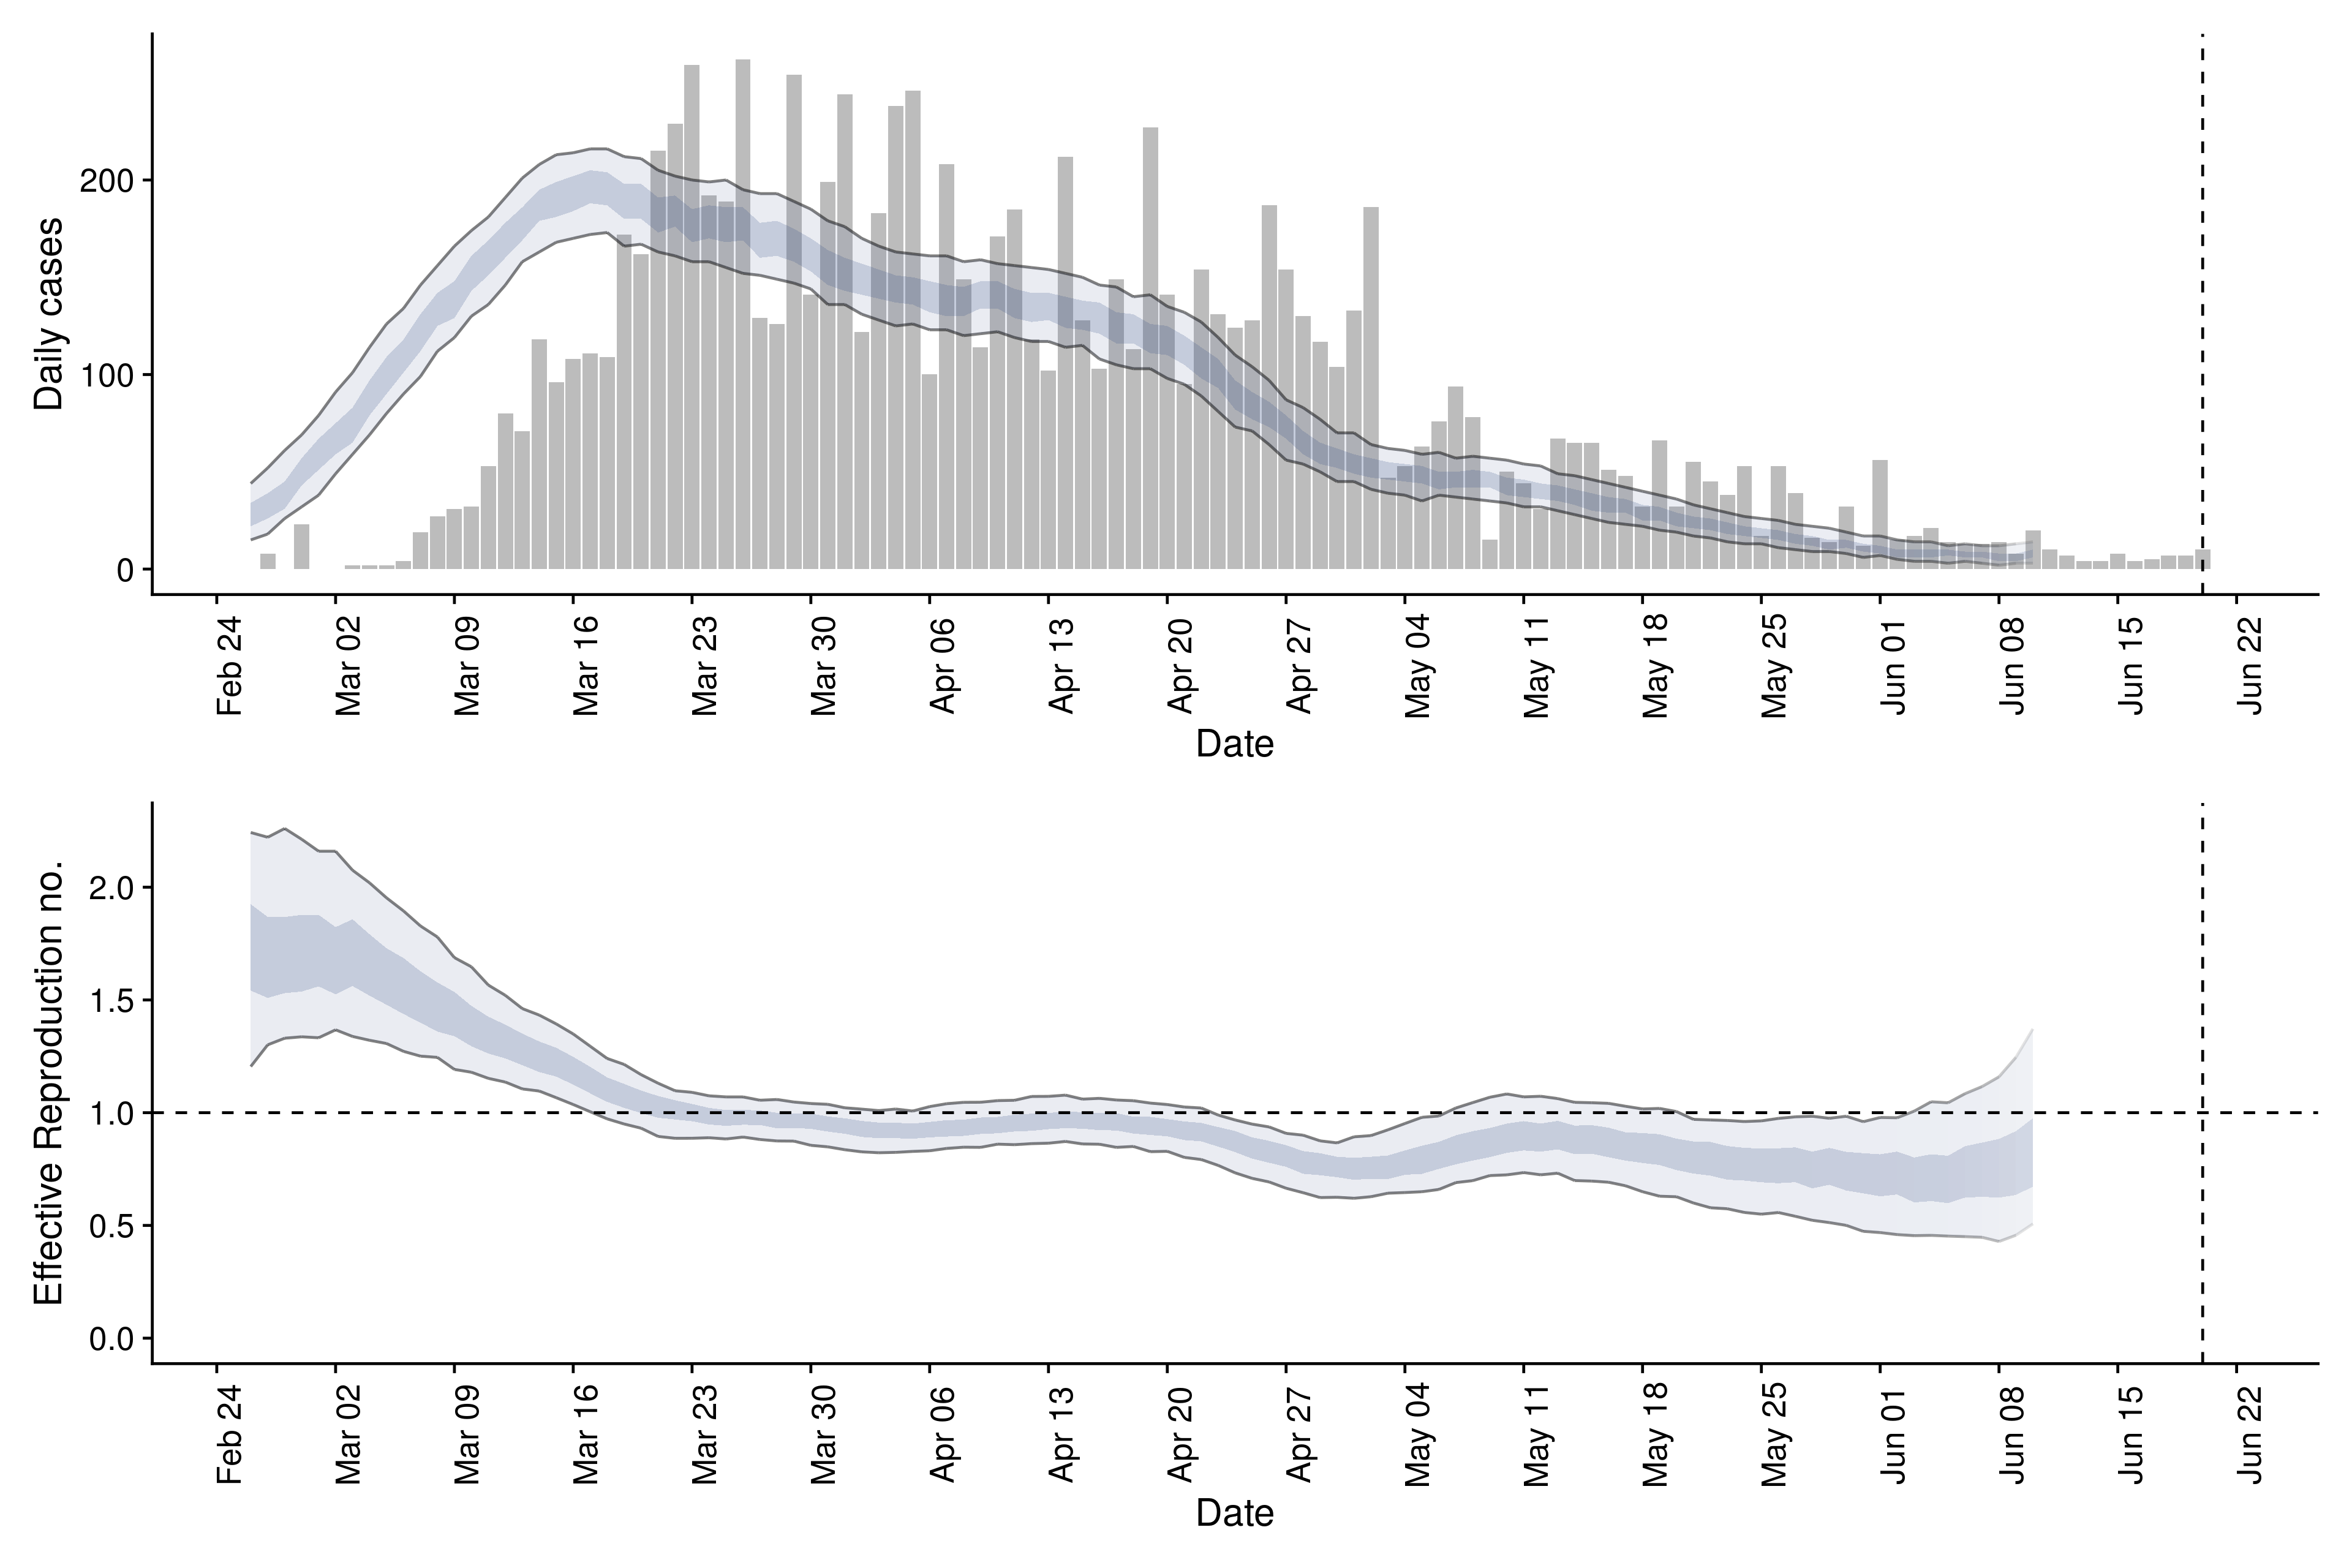 Daily cases
200
100
0
Feb 24
Mar 02
Mar 09
Mar 16
Mar 23
Mar 30
Apr 06
Apr 13
Apr 20
Apr 27
May 04
May 11
May 18
May 25
Jun 01
Jun 08
Jun 15
Jun 22
Date
Effective Reproduction no.
2.0
1.5
1.0
0.5
0.0
Feb 24
Mar 02
Mar 09
Mar 16
Mar 23
Mar 30
Apr 06
Apr 13
Apr 20
Apr 27
May 04
May 11
May 18
May 25
Jun 01
Jun 08
Jun 15
Jun 22
Date